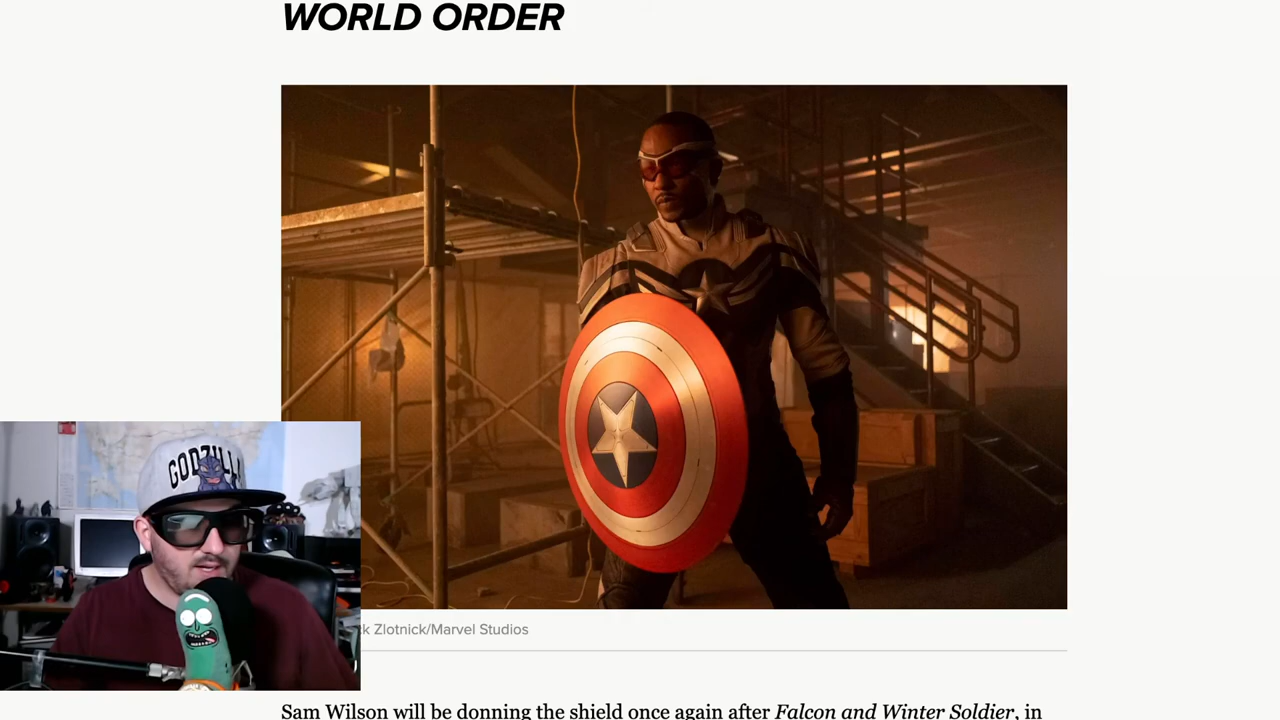 WORLD ORDER
GODZILLA
k Zlotnick/Marvel Studios
Sam Wilson will be donning the shield once again after Falcon and Winter Soldier, in